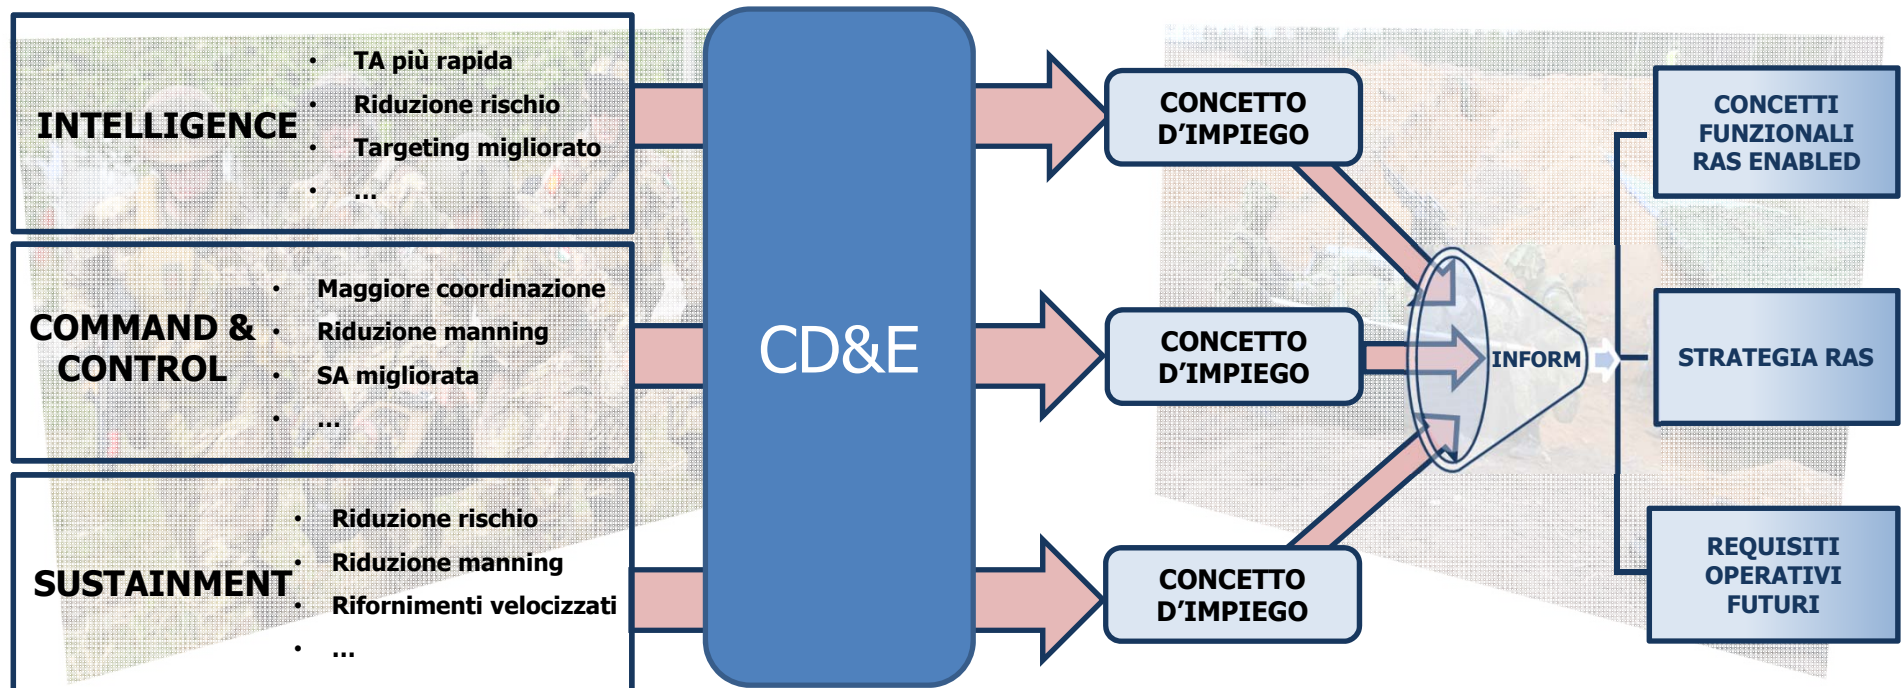 INTELLIGENCE
• TA più rapida
• Riduzione rischio
• Targeting migliorato
• ...
COMMAND &
CONTROL
• Maggiore coordinazione
• Riduzione manning
• SA migliorata
• ...
SUSTAINMENT
• Riduzione rischio
• Riduzione manning
• Rifornimenti velocizzati
• ...
CD&E
CONCETTO
D'IMPIEGO
CONCETTO
D'IMPIEGO
CONCETTO
D'IMPIEGO
INFORM
CONCETTI
FUNZIONALI
RAS ENABLED
STRATEGIA RAS
REQUISITI
OPERATIVI
FUTURI